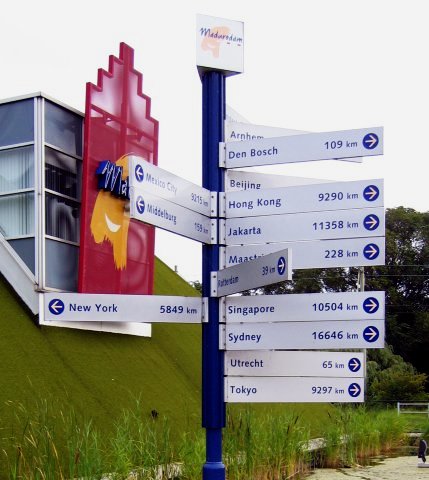 Madurodam
Arnhem
Den Bosch 109 km
Beijing
Hong Kong 9290 km
Jakarta 11358 km
Maastri 228 km
Mexico City 9215 km
Middelburg 159 km
Rotterdam 39 km
New York 5849 km
Singapore 10504 km
Sydney 16646 km
Utrecht 65 km
Tokyo 9297 km